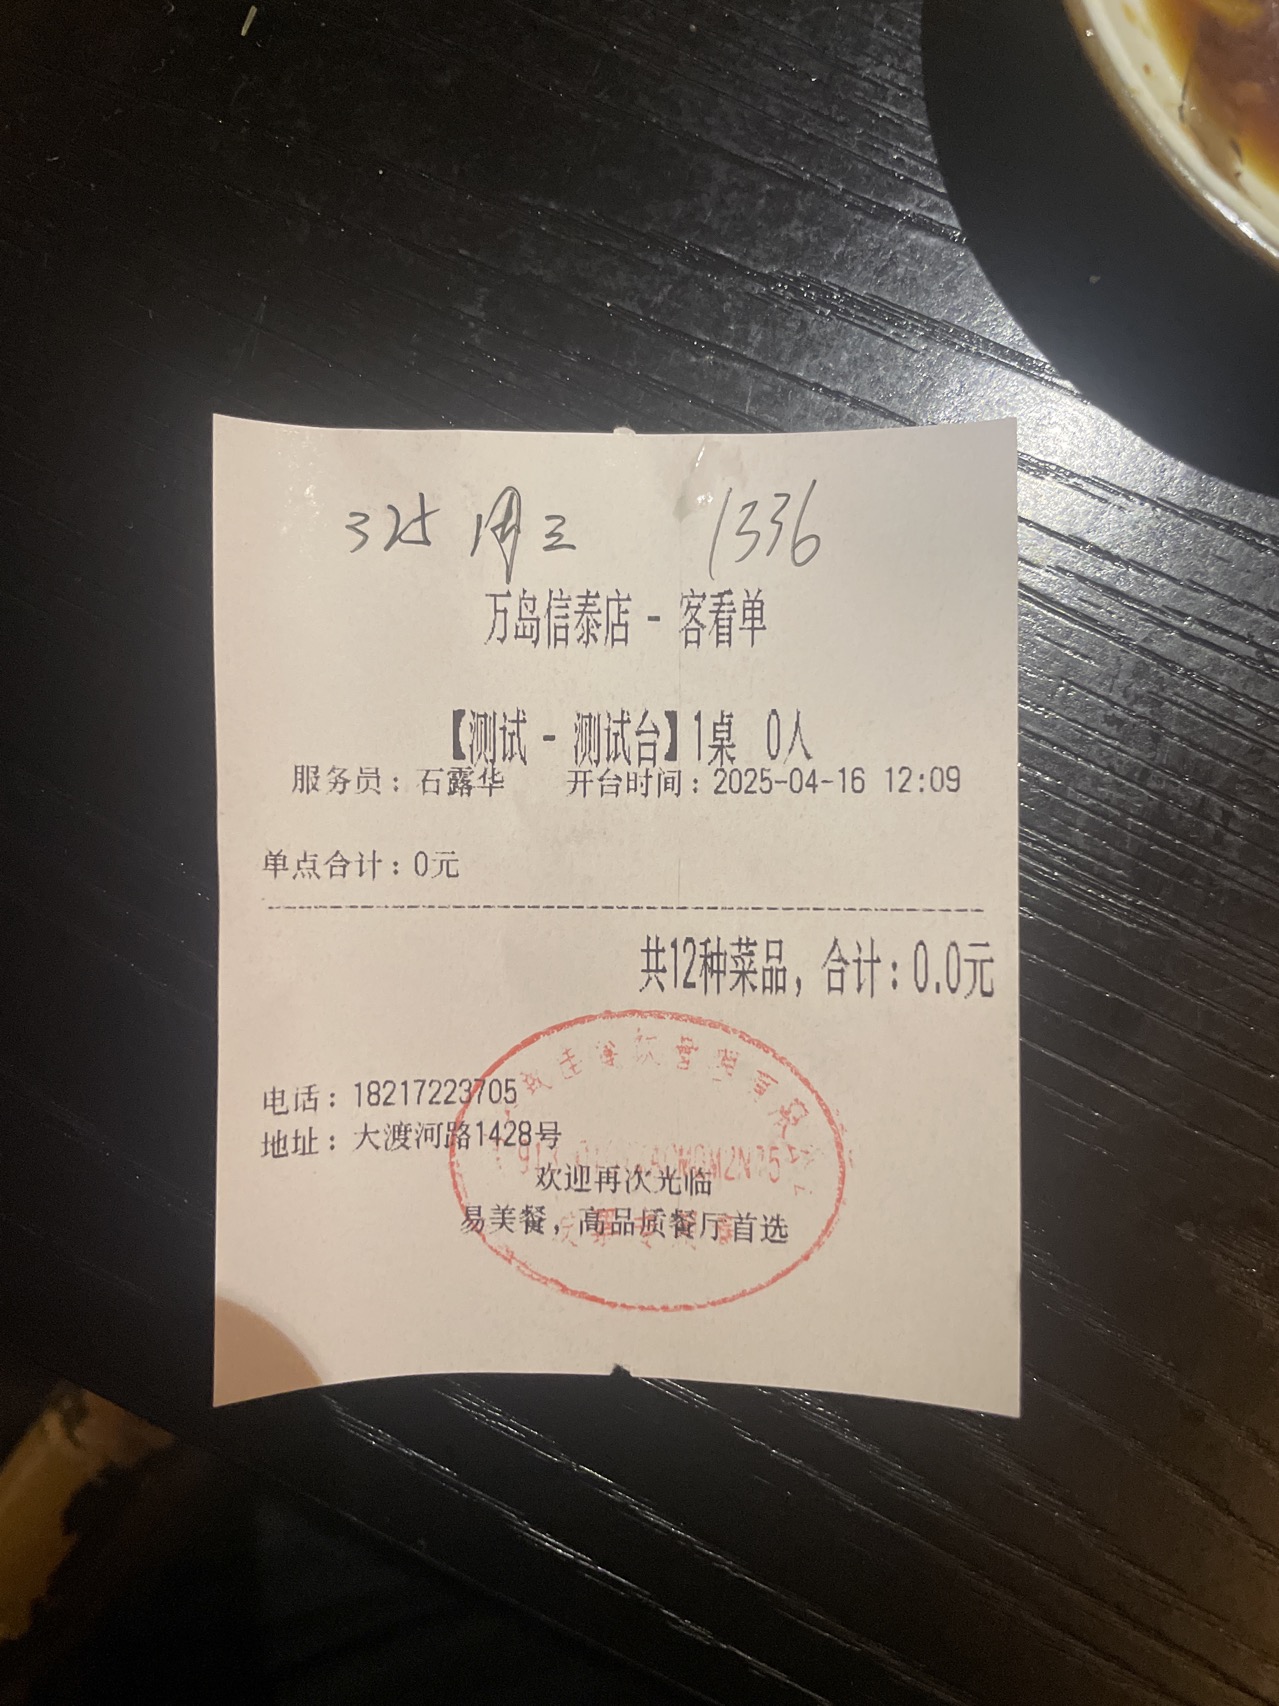 325 周三 1336
万岛信泰店 - 客看单
【测试 - 测试台】1桌 0人
服务员：石露华 开台时间：2025-04-16 12:09
单点合计：0元
共12种菜品，合计：0.0元
电话：18217223705
地址：大渡河路1428号
欢迎再次光临
易美餐，高品质餐厅首选